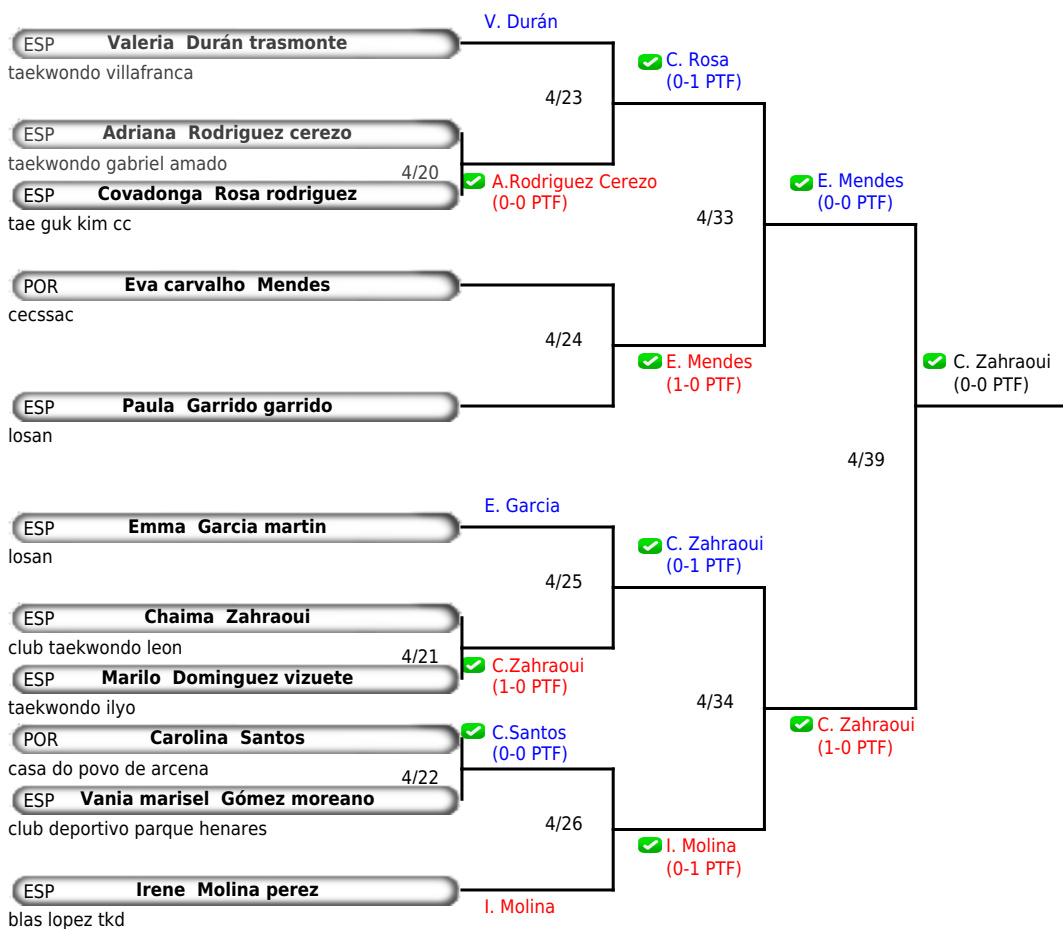 V. Durán
ESP Valeria Durán trasmonte
taekwondo villafranca
C. Rosa
(0-1 PTF)
4/23
ESP Adriana Rodriguez cerezo
taekwondo gabriel amado
4/20
A.Rodriguez Cerezo
(0-0 PTF)
E. Mendes
(0-0 PTF)
ESP Covadonga Rosa rodriguez
tae guk kim cc
4/33
POR Eva carvalho Mendes
cecssac
4/24
E. Mendes
(1-0 PTF)
C. Zahraoui
(0-0 PTF)
ESP Paula Garrido garrido
losan
4/39
E. Garcia
ESP Emma Garcia martin
losan
C. Zahraoui
(0-1 PTF)
4/25
ESP Chaima Zahraoui
club taekwondo leon
4/21
C.Zahraoui
(1-0 PTF)
ESP Marilo Dominguez vizuete
taekwondo ilyo
4/34
C. Zahraoui
(1-0 PTF)
POR Carolina Santos
casa do povo de arcena
C.Santos
(0-0 PTF)
4/22
ESP Vania marisel Gómez moreano
club deportivo parque henares
4/26
I. Molina
(0-1 PTF)
ESP Irene Molina perez
blas lopez tkd
I. Molina